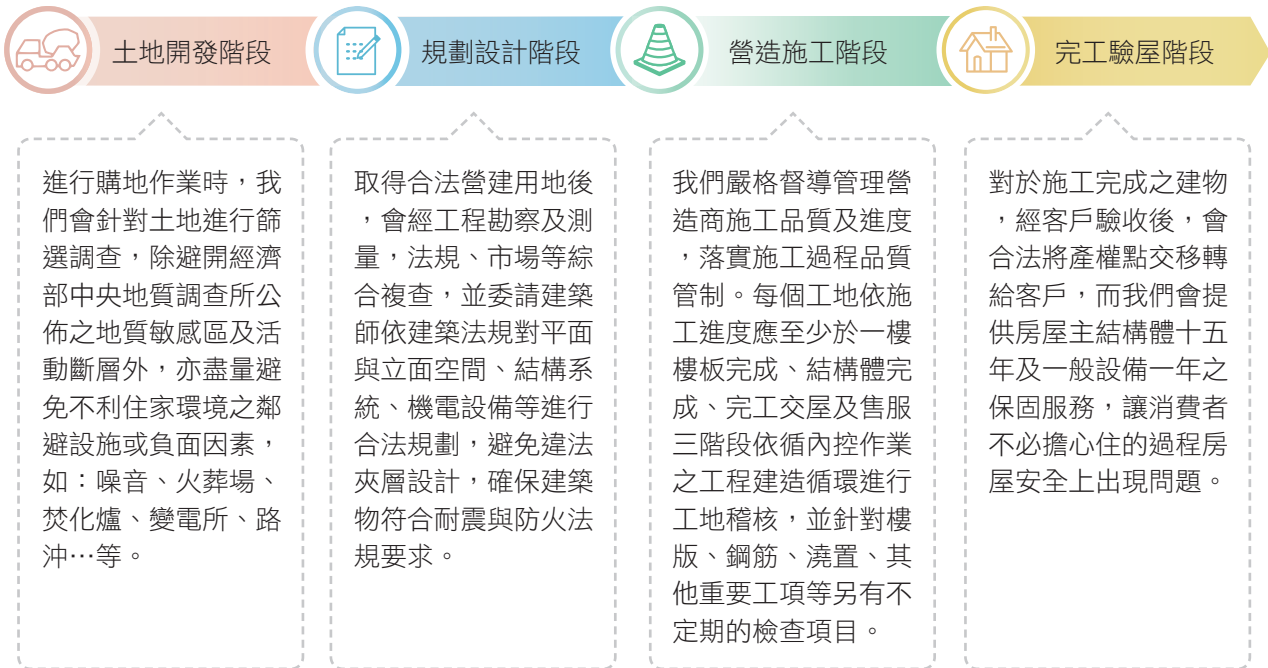 土地開發階段
規劃設計階段
營造施工階段
完工驗屋階段
進行購地作業時，我
們會針對土地進行篩
選調查，除避開經濟
部中央地質調查所公
佈之地質敏感區及活
動斷層外，亦盡量避
免不利住家環境之鄰
避設施或負面因素，
如：噪音、火葬場、
焚化爐、變電所、路
沖…等。
取得合法營建用地後
，會經工程勘察及測
量，法規、市場等綜
合複查，並委請建築
師依建築法規對平面
與立面空間、結構系
統、機電設備等進行
合法規劃，避免違法
夾層設計，確保建築
物符合耐震與防火法
規要求。
我們嚴格督導管理營
造商施工品質及進度
，落實施工過程品質
管制。每個工地依施
工進度應至少於一樓
樓板完成、結構體完
成、完工交屋及售服
三階段依循內控作業
之工程建造循環進行
工地稽核，並針對樓
版、鋼筋、澆置、其
他重要工項等另有不
定期的檢查項目。
對於施工完成之建物
，經客戶驗收後，會
合法將產權點交移轉
給客戶，而我們會提
供房屋主結構體十五
年及一般設備一年之
保固服務，讓消費者
不必擔心住的過程房
屋安全上出現問題。